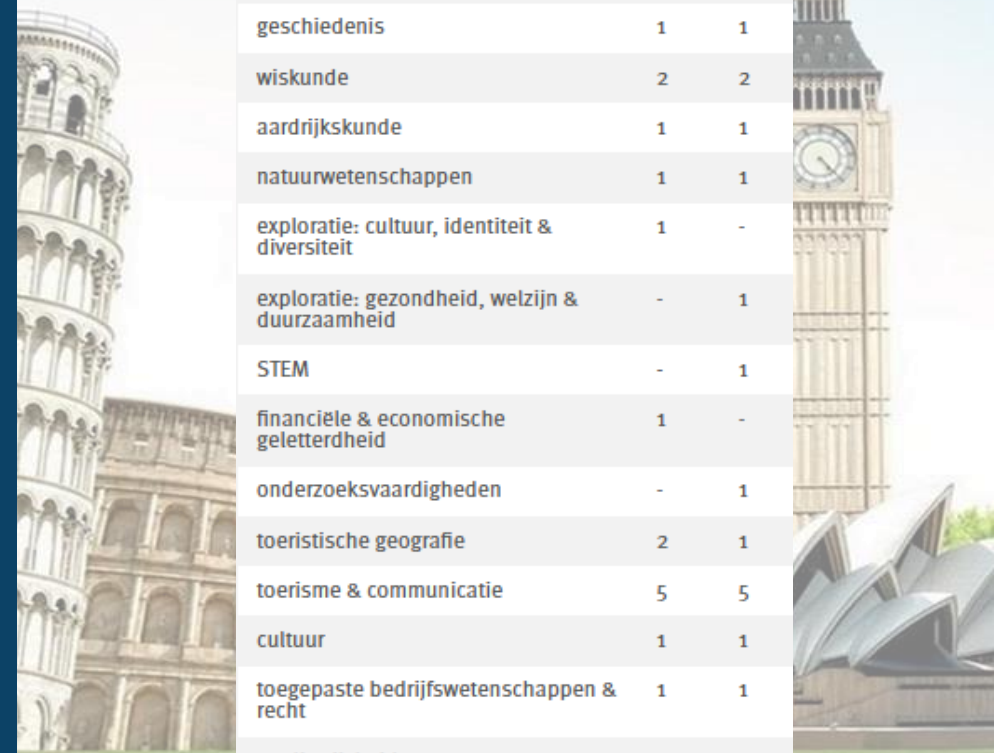 geschiedenis 1 1
wiskunde 2 2
aardrijkskunde 1 1
natuurwetenschappen 1 1
exploratie: cultuur, identiteit & 1 -
diversiteit
exploratie: gezondheid, welzijn & - 1
duurzaamheid
STEM - 1
financiële & economische 1 -
geletterdheid
onderzoeksvaardigheden - 1
toeristische geografie 2 1
toerisme & communicatie 5 5
cultuur 1 1
toegepaste bedrijfswetenschappen & 1 1
recht